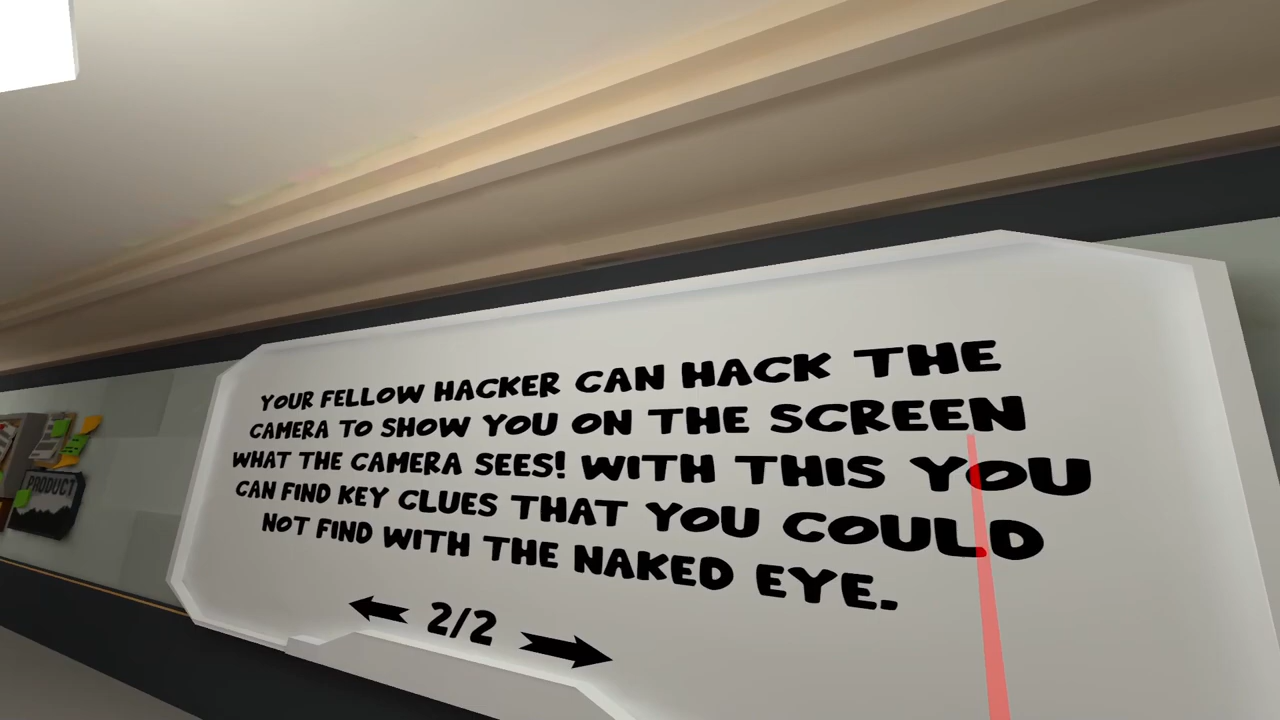 YOUR FELLOW HACKER CAN HACK THE
CAMERA TO SHOW YOU ON THE SCREEN
WHAT THE CAMERA SEES! WITH THIS YOU
CAN FIND KEY CLUES THAT YOU COULD
NOT FIND WITH THE NAKED EYE.
2/2
PRODUCT